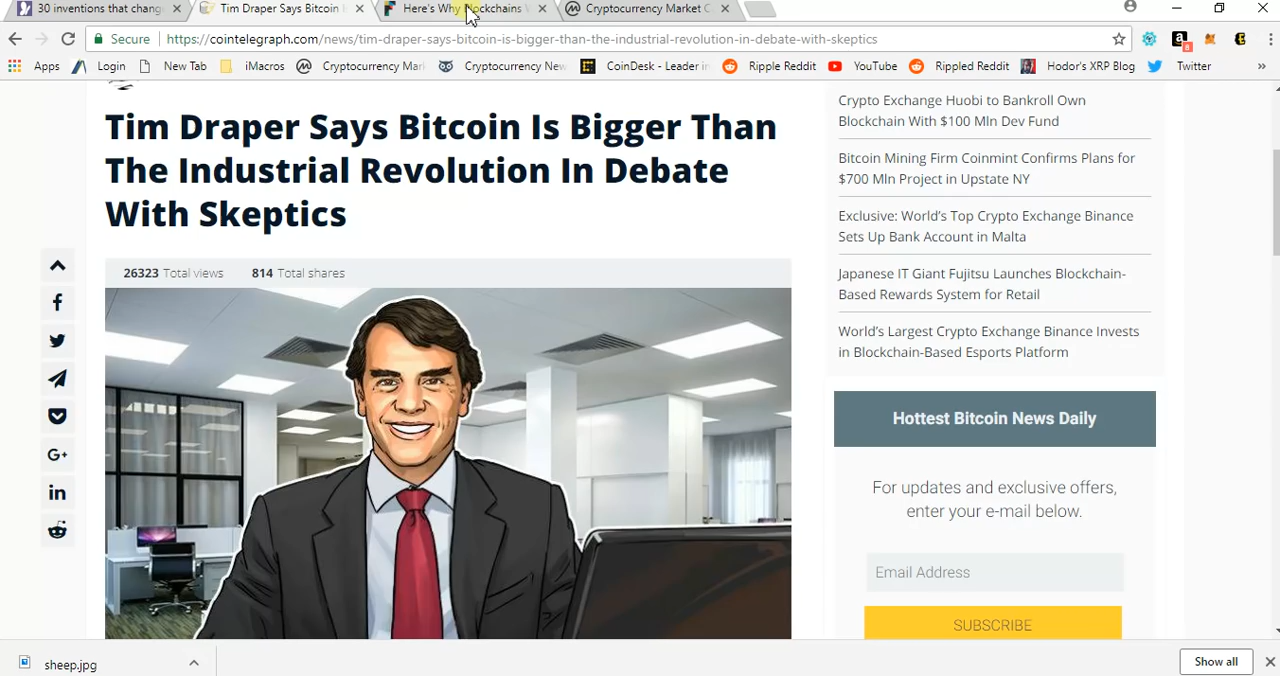 30 inventions that chang
Tim Draper Says Bitcoin I
Here's Why Blockchains W
Cryptocurrency Market C
Secure
https://cointelegraph.com/news/tim-draper-says-bitcoin-is-bigger-than-the-industrial-revolution-in-debate-with-skeptics
Apps
Login
New Tab
iMacros
Cryptocurrency Mar
Cryptocurrency New
CoinDesk - Leader in
Ripple Reddit
YouTube
Rippled Reddit
Hodor's XRP Blog
Twitter
»
Tim Draper Says Bitcoin Is Bigger Than
The Industrial Revolution In Debate
With Skeptics
26323 Total views
814 Total shares
G+
in
Crypto Exchange Huobi to Bankroll Own
Blockchain With $100 Mln Dev Fund
Bitcoin Mining Firm Coinmint Confirms Plans for
$700 Mln Project in Upstate NY
Exclusive: World's Top Crypto Exchange Binance
Sets Up Bank Account in Malta
Japanese IT Giant Fujitsu Launches Blockchain-
Based Rewards System for Retail
World's Largest Crypto Exchange Binance Invests
in Blockchain-Based Esports Platform
Hottest Bitcoin News Daily
For updates and exclusive offers,
enter your e-mail below.
Email Address
SUBSCRIBE
sheep.jpg
Show all